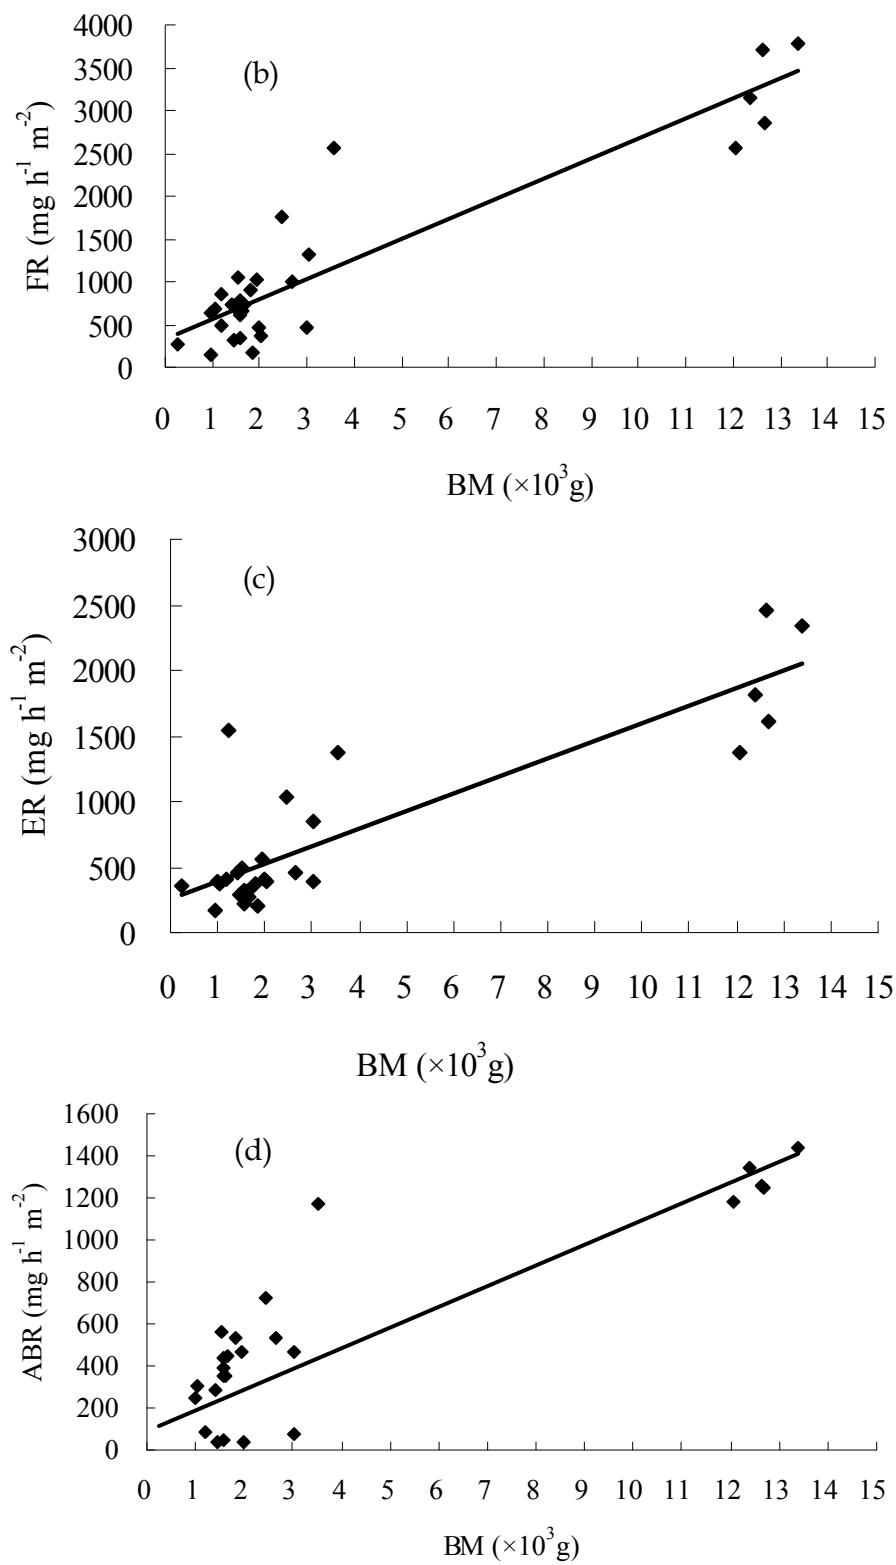 4000
3500
3000
2500
2000
1500
1000
500
0
(b)
FR (mg h⁻¹ m⁻²)
0 1 2 3 4 5 6 7 8 9 10 11 12 13 14 15
BM (×10³g)
3000
2500
2000
1500
1000
500
0
(c)
ER (mg h⁻¹ m⁻²)
0 1 2 3 4 5 6 7 8 9 10 11 12 13 14 15
BM (×10³g)
1600
1400
1200
1000
800
600
400
200
0
(d)
ABR (mg h⁻¹ m⁻²)
0 1 2 3 4 5 6 7 8 9 10 11 12 13 14 15
BM (×10³g)